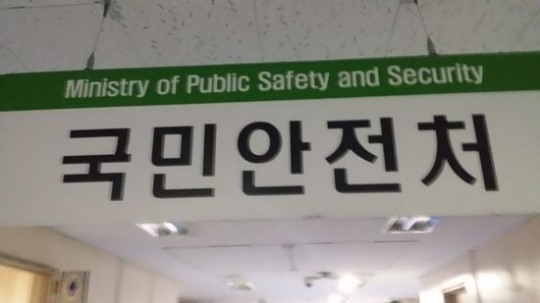 Ministry of Public Safety and Security
국민안전처